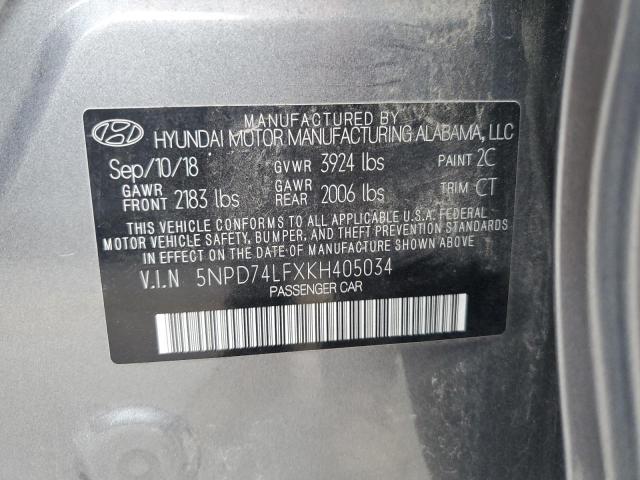 MANUFACTURED BY
HYUNDAI MOTOR MANUFACTURING ALABAMA, LLC
Sep/10/18 GVWR 3924 lbs PAINT 2C
GAWR FRONT 2183 lbs GAWR REAR 2006 lbs TRIM CT
THIS VEHICLE CONFORMS TO ALL APPLICABLE U.S.A. FEDERAL
MOTOR VEHICLE SAFETY, BUMPER, AND THEFT PREVENTION STANDARDS
IN EFFECT ON THE DATE OF MANUFACTURE SHOWN ABOVE.
V.I.N 5NPD74LFXKH405034
PASSENGER CAR